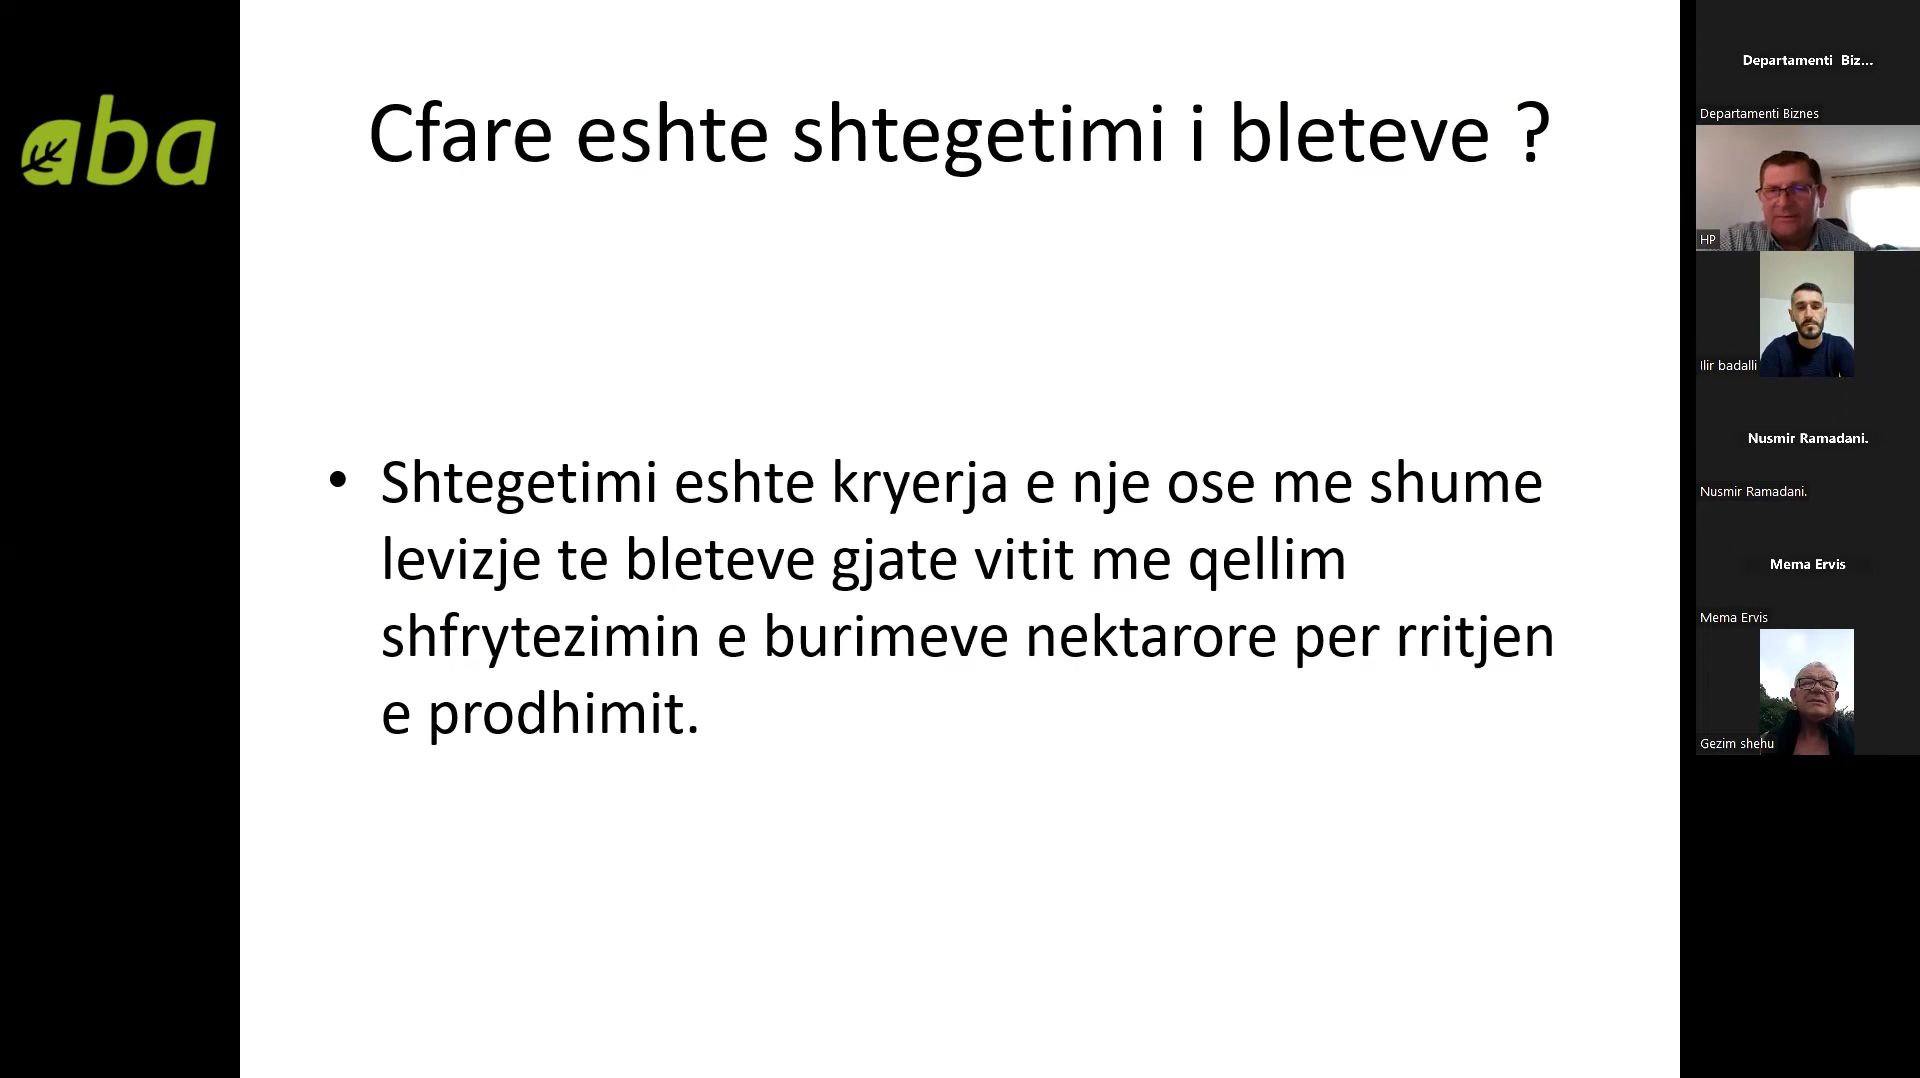 aba
Cfare eshte shtegetimi i bleteve ?
• Shtegetimi eshte kryerja e nje ose me shume
levizje te bleteve gjate vitit me qellim
shfrytezimin e burimeve nektarore per rritjen
e prodhimit.
Departamenti Biz...
Departamenti Biznes
HP
Ilir badalli
Nusmir Ramadani.
Nusmir Ramadani.
Mema Ervis
Mema Ervis
Gezim shehu